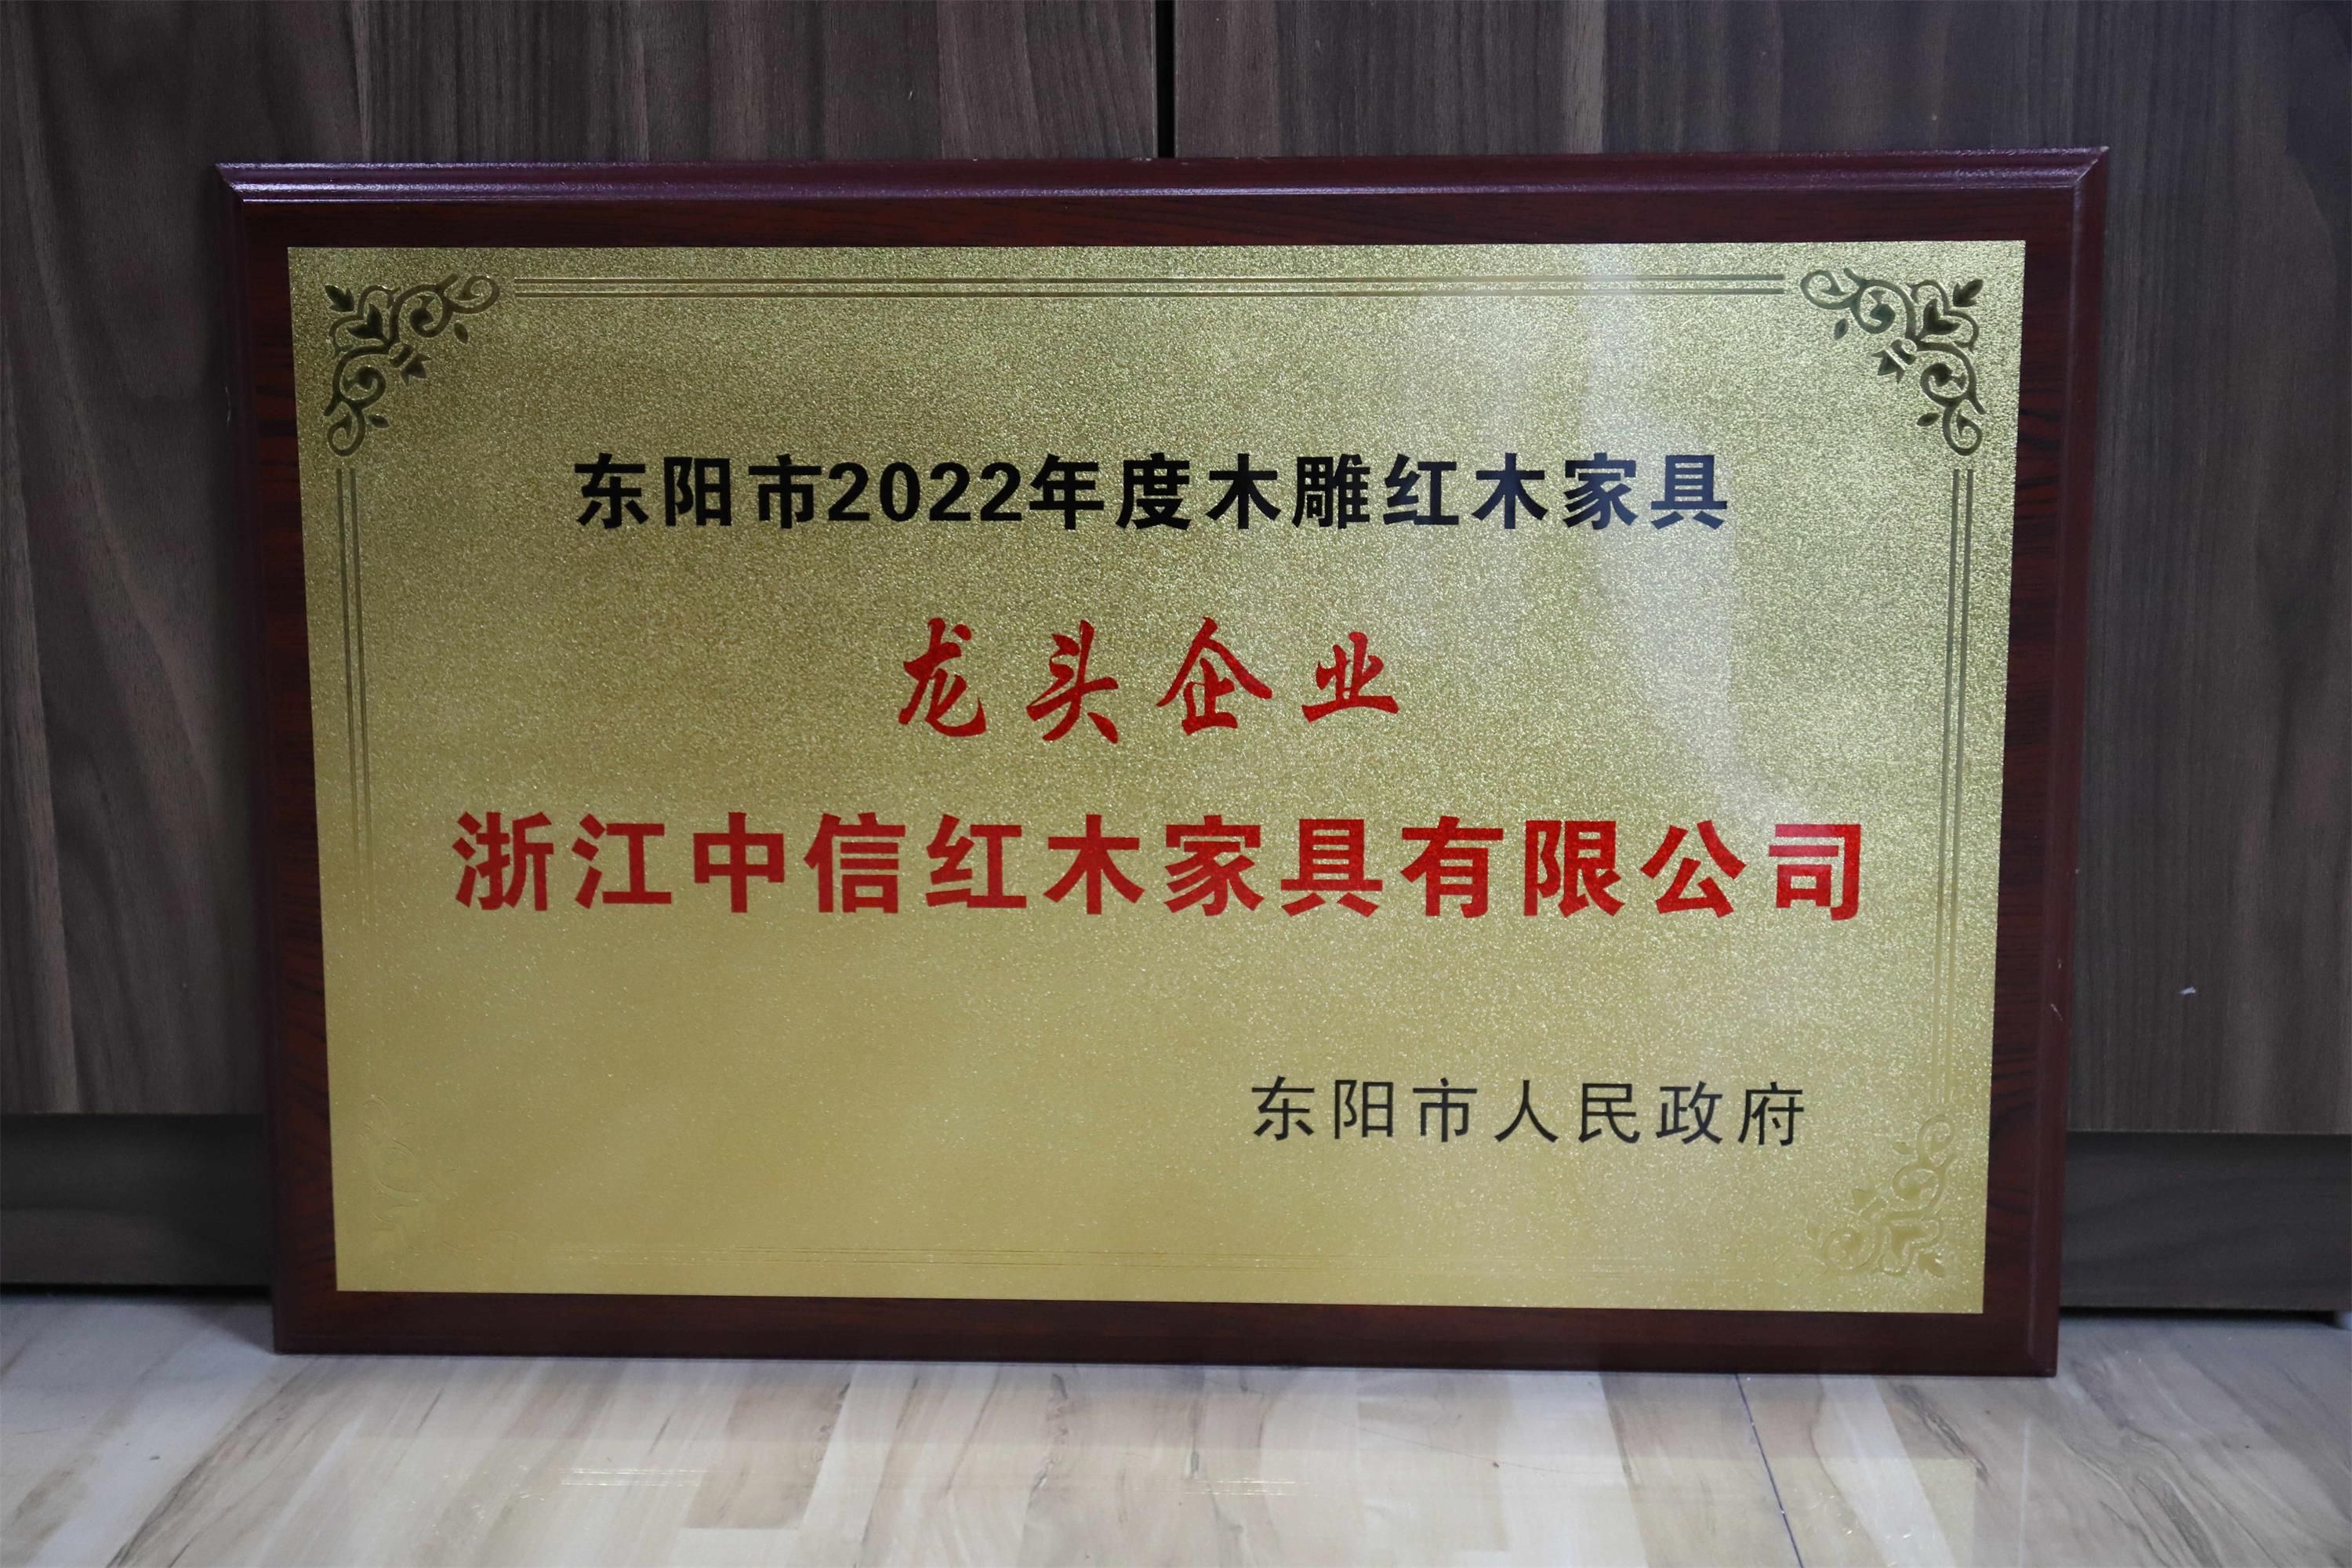 东阳市2022年度木雕红木家具
龙头企业
浙江中信红木家具有限公司
东阳市人民政府